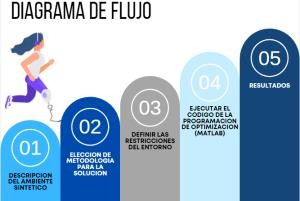 DIAGRAMA DE FLUJO
01
DESCRIPCION
DEL AMBIENTE
SINTETICO
02
ELECCION DE
METODOLOGIA
PARA LA
SOLUCION
03
DEFINIR LAS
RESTRICCIONES
DEL ENTORNO
04
EJECUTAR EL
CODIGO DE LA
PROGRAMACION
DE OPTIMIZACION
(MATLAB)
05
RESULTADOS